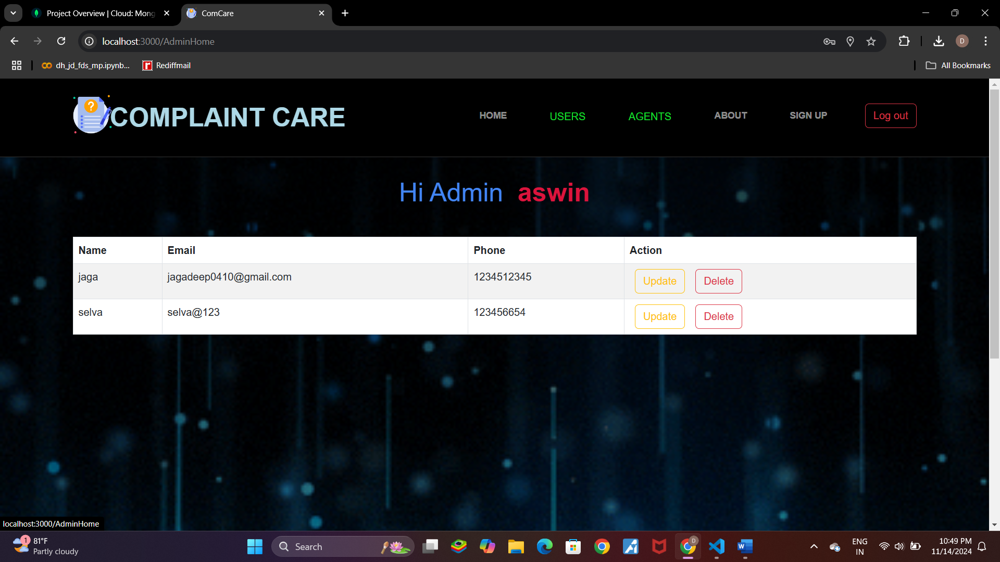 Project Overview | Cloud: Mong
ComCare
localhost:3000/AdminHome
D
dh_jd_fds_mp.ipynb...
Rediffmail
All Bookmarks
? COMPLAINT CARE
HOME
USERS
AGENTS
ABOUT
SIGN UP
Log out
Hi Admin aswin
Name Email Phone Action
jaga jagadeep0410@gmail.com 1234512345 Update Delete
selva selva@123 123456654 Update Delete
localhost:3000/AdminHome
1
81°F
Partly cloudy
Search
D
W
ENG
IN
10:49 PM
11/14/2024